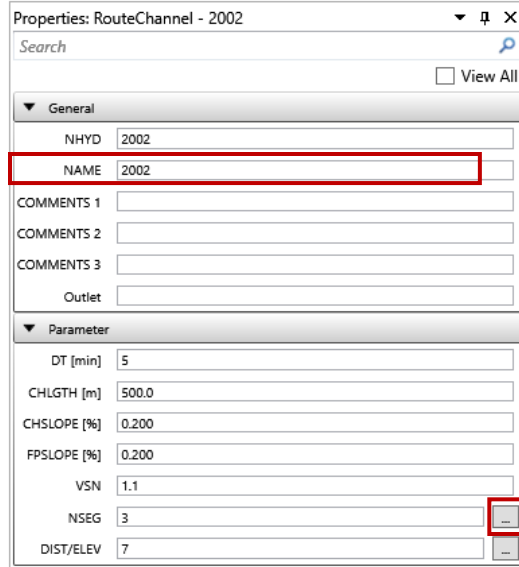 Properties: RouteChannel - 2002
Search
View All
General
NHYD 2002
NAME 2002
COMMENTS 1
COMMENTS 2
COMMENTS 3
Outlet
Parameter
DT [min] 5
CHLGTH [m] 500.0
CHSLOPE [%] 0.200
FPSLOPE [%] 0.200
VSN 1.1
NSEG 3 ...
DIST/ELEV 7 ...